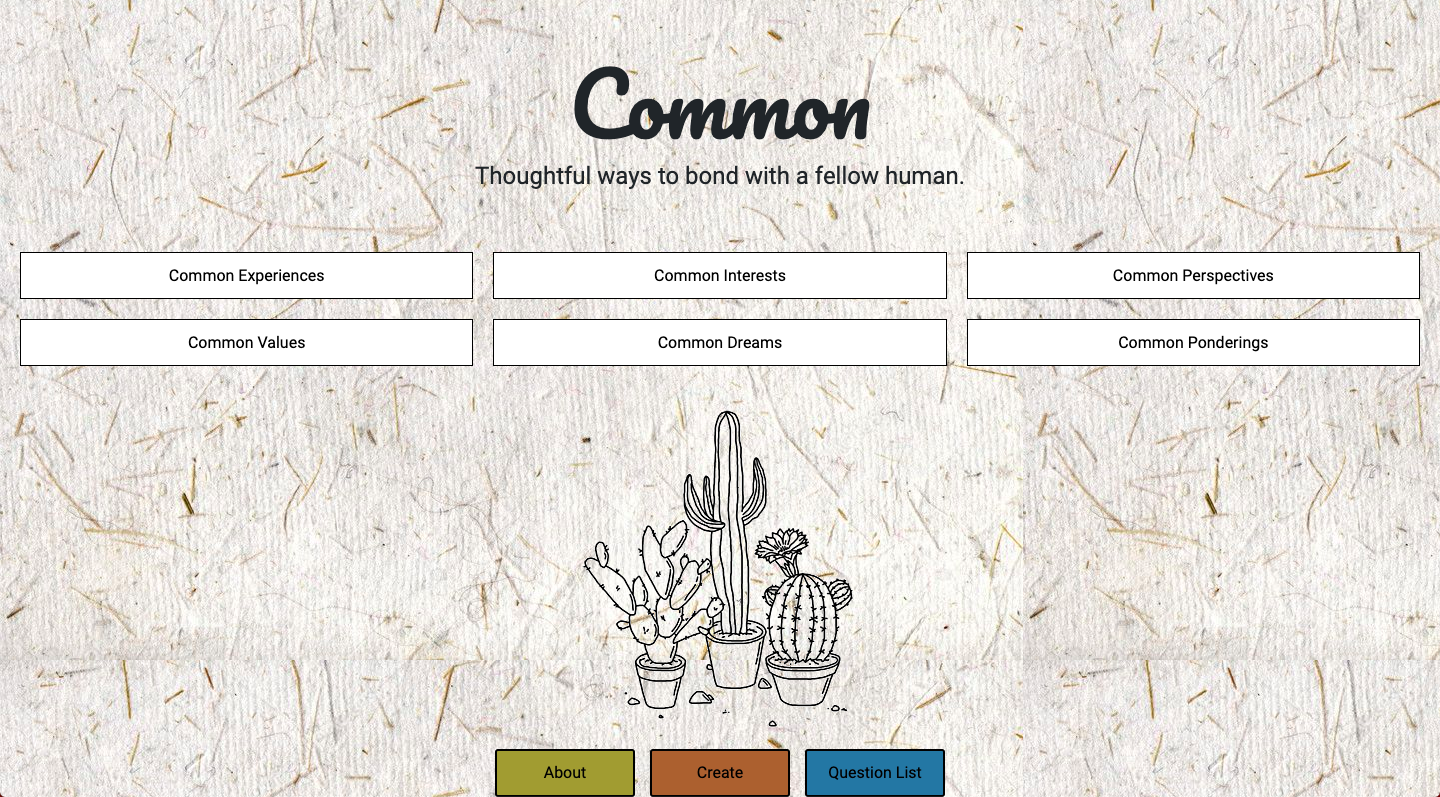 Common
Thoughtful ways to bond with a fellow human.
Common Experiences
Common Interests
Common Perspectives
Common Values
Common Dreams
Common Ponderings
About
Create
Question List